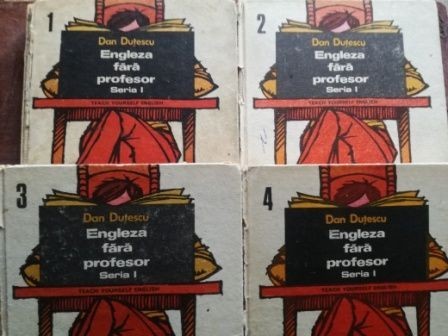 1
Dan Duțescu
Engleza
fără
profesor
Seria I
TEACH YOURSELF ENGLISH
2
Dan Duțescu
Engleza
fără
profesor
Seria I
TEACH YOURSELF ENGLISH
3
Dan Duțescu
Engleza
fără
profesor
Seria I
TEACH YOURSELF ENGLISH
4
Dan Duțescu
Engleza
fără
profesor
Seria I
TEACH YOURSELF ENGLISH